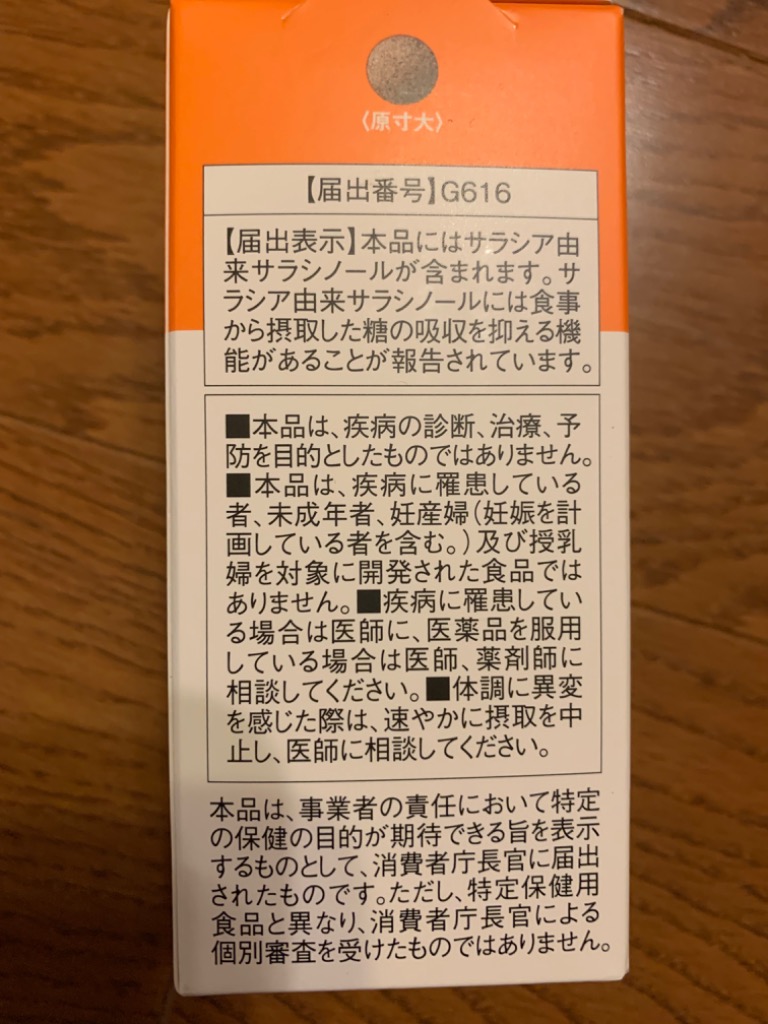 〈原寸大〉
【届出番号】G616
【届出表示】本品にはサラシア由
来サラシノールが含まれます。サ
ラシア由来サラシノールには食事
から摂取した糖の吸収を抑える機
能があることが報告されています。
■本品は、疾病の診断、治療、予
防を目的としたものではありません。
■本品は、疾病に罹患している
者、未成年者、妊産婦(妊娠を計
画している者を含む。)及び授乳
婦を対象に開発された食品では
ありません。■疾病に罹患してい
る場合は医師に、医薬品を服用
している場合は医師、薬剤師に
相談してください。■体調に異変
を感じた際は、速やかに摂取を中
止し、医師に相談してください。
本品は、事業者の責任において特定
の保健の目的が期待できる旨を表示
するものとして、消費者庁長官に届出
されたものです。ただし、特定保健用
食品と異なり、消費者庁長官による
個別審査を受けたものではありません。